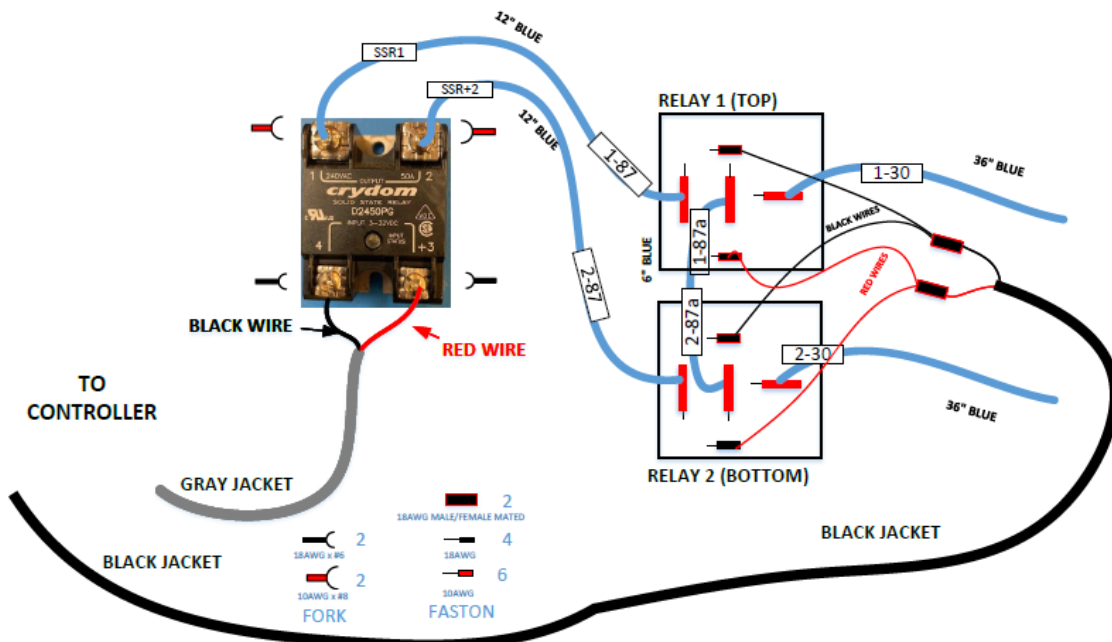 12" BLUE
SSR1
SSR+2
12" BLUE
RELAY 1 (TOP)
1-87
1-30
36" BLUE
BLACK WIRES
1-87a
6" BLUE
RED WIRES
1
240VAC
OUTPUT
50A
2
crydom
SOLID STATE RELAY
D2450PG
INPUT 3-32VDC
4
INPUT
STATUS
+3
2-87
2-87a
2-30
36" BLUE
BLACK WIRE
RED WIRE
TO
CONTROLLER
RELAY 2 (BOTTOM)
GRAY JACKET
BLACK JACKET
BLACK JACKET
2
18AWG MALE/FEMALE MATED
2
18AWG x #6
4
18AWG
2
10AWG x #8
6
10AWG
FORK
FASTON